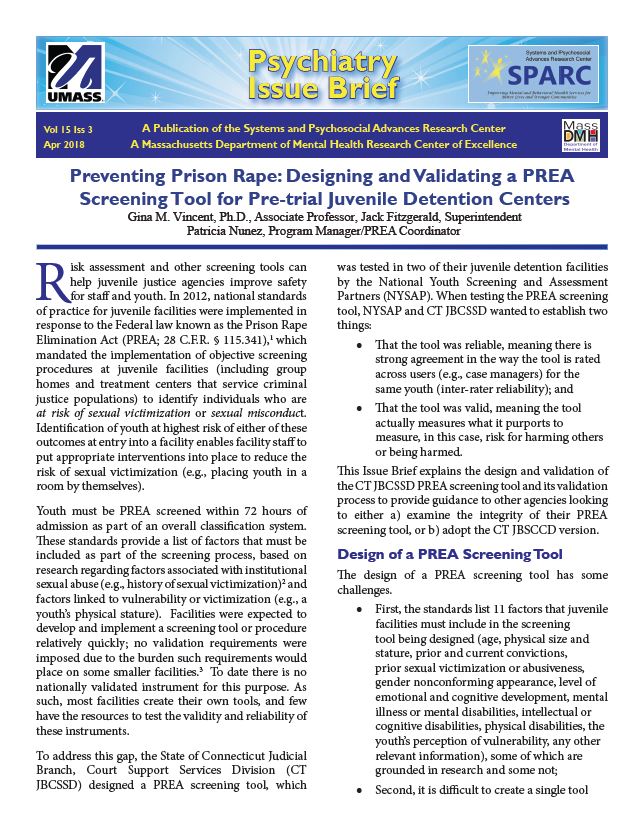 UMASS
Psychiatry
Issue Brief
Systems and Psychosocial
Advances Research Center
SPARC
Improving Mental and Behavioral Health Services for
Better Lives and Stronger Communities
Vol 15 Iss 3
Apr 2018
A Publication of the Systems and Psychosocial Advances Research Center
A Massachusetts Department of Mental Health Research Center of Excellence
Mass
DMH
Department of
Mental Health
Preventing Prison Rape: Designing and Validating a PREA
Screening Tool for Pre-trial Juvenile Detention Centers
Gina M. Vincent, Ph.D., Associate Professor, Jack Fitzgerald, Superintendent
Patricia Nunez, Program Manager/PREA Coordinator
Risk assessment and other screening tools can
help juvenile justice agencies improve safety
for staff and youth. In 2012, national standards
of practice for juvenile facilities were implemented in
response to the Federal law known as the Prison Rape
Elimination Act (PREA; 28 C.F.R. § 115.341),¹ which
mandated the implementation of objective screening
procedures at juvenile facilities (including group
homes and treatment centers that service criminal
justice populations) to identify individuals who are
at risk of sexual victimization or sexual misconduct.
Identification of youth at highest risk of either of these
outcomes at entry into a facility enables facility staff to
put appropriate interventions into place to reduce the
risk of sexual victimization (e.g., placing youth in a
room by themselves).
Youth must be PREA screened within 72 hours of
admission as part of an overall classification system.
These standards provide a list of factors that must be
included as part of the screening process, based on
research regarding factors associated with institutional
sexual abuse (e.g., history of sexual victimization)² and
factors linked to vulnerability or victimization (e.g., a
youth's physical stature). Facilities were expected to
develop and implement a screening tool or procedure
relatively quickly; no validation requirements were
imposed due to the burden such requirements would
place on some smaller facilities.³ To date there is no
nationally validated instrument for this purpose. As
such, most facilities create their own tools, and few
have the resources to test the validity and reliability of
these instruments.
To address this gap, the State of Connecticut Judicial
Branch, Court Support Services Division (CT
JBCSSD) designed a PREA screening tool, which
was tested in two of their juvenile detention facilities
by the National Youth Screening and Assessment
Partners (NYSAP). When testing the PREA screening
tool, NYSAP and CT JBCSSD wanted to establish two
things:
• That the tool was reliable, meaning there is
strong agreement in the way the tool is rated
across users (e.g., case managers) for the
same youth (inter-rater reliability); and
• That the tool was valid, meaning the tool
actually measures what it purports to
measure, in this case, risk for harming others
or being harmed.
This Issue Brief explains the design and validation of
the CT JBCSSD PREA screening tool and its validation
process to provide guidance to other agencies looking
to either a) examine the integrity of their PREA
screening tool, or b) adopt the CT JBSCCD version.
Design of a PREA Screening Tool
The design of a PREA screening tool has some
challenges.
• First, the standards list 11 factors that juvenile
facilities must include in the screening
tool being designed (age, physical size and
stature, prior and current convictions,
prior sexual victimization or abusiveness,
gender nonconforming appearance, level of
emotional and cognitive development, mental
illness or mental disabilities, intellectual or
cognitive disabilities, physical disabilities, the
youth's perception of vulnerability, any other
relevant information), some of which are
grounded in research and some not;
• Second, it is difficult to create a single tool